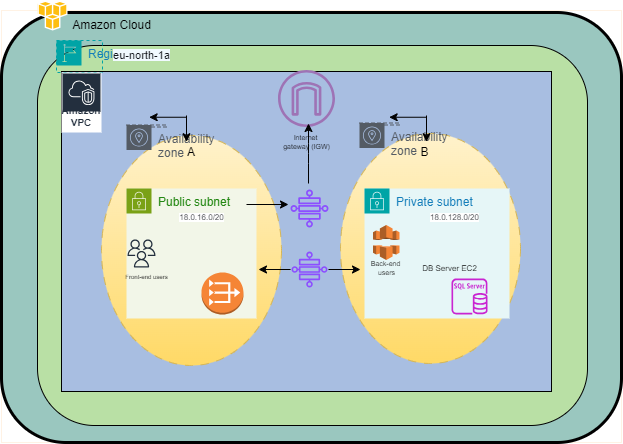 Amazon Cloud
Regi
eu-north-1a
Amazon
VPC
Internet
gateway (IGW)
Availability
zone A
Availability
zone B
Public subnet
18.0.16.0/20
Private subnet
18.0.128.0/20
Front-end users
Back-end
users
DB Server EC2
SQL Server